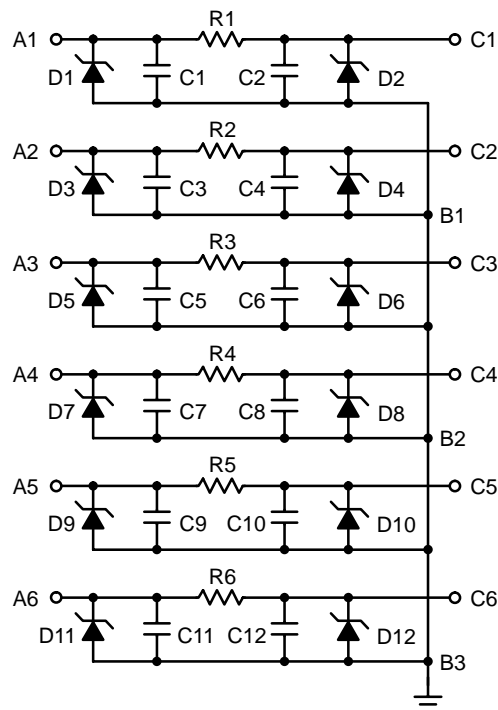 R1
A1 C1
D1 C1 C2 D2
R2
A2 C2
D3 C3 C4 D4
B1
R3
A3 C3
D5 C5 C6 D6
R4
A4 C4
D7 C7 C8 D8
B2
R5
A5 C5
D9 C9 C10 D10
R6
A6 C6
D11 C11 C12 D12
B3